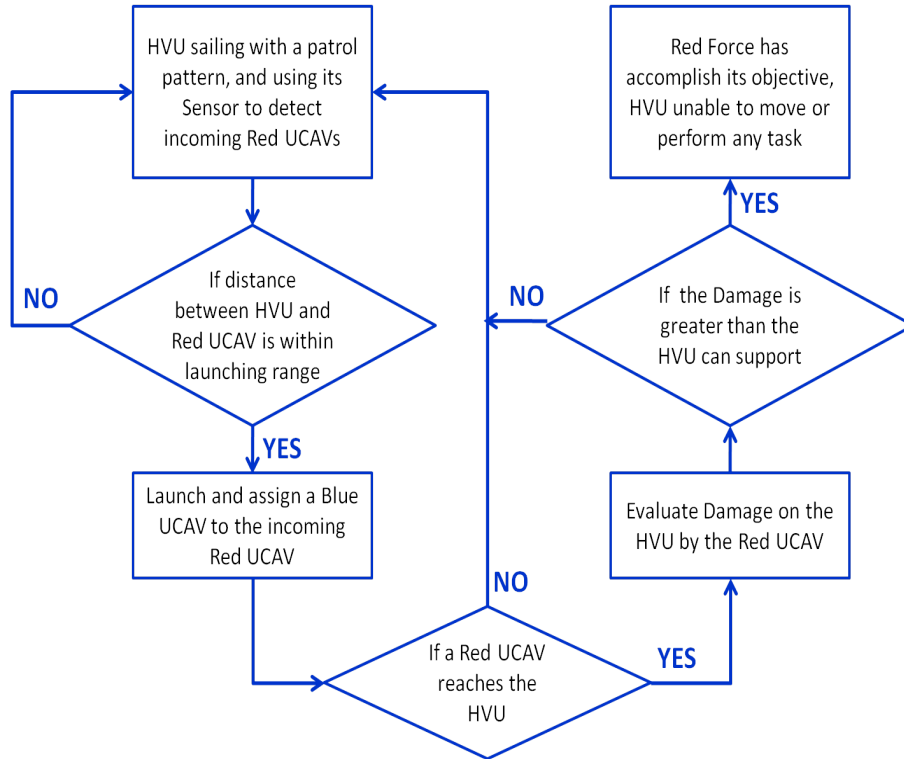 HVU sailing with a patrol
pattern, and using its
Sensor to detect
incoming Red UCAVs
If distance
between HVU and
Red UCAV is within
launching range
NO
YES
Launch and assign a Blue
UCAV to the incoming
Red UCAV
If a Red UCAV
reaches the
HVU
NO
YES
Evaluate Damage on the
HVU by the Red UCAV
If the Damage is
greater than the
HVU can support
NO
YES
Red Force has
accomplish its objective,
HVU unable to move or
perform any task